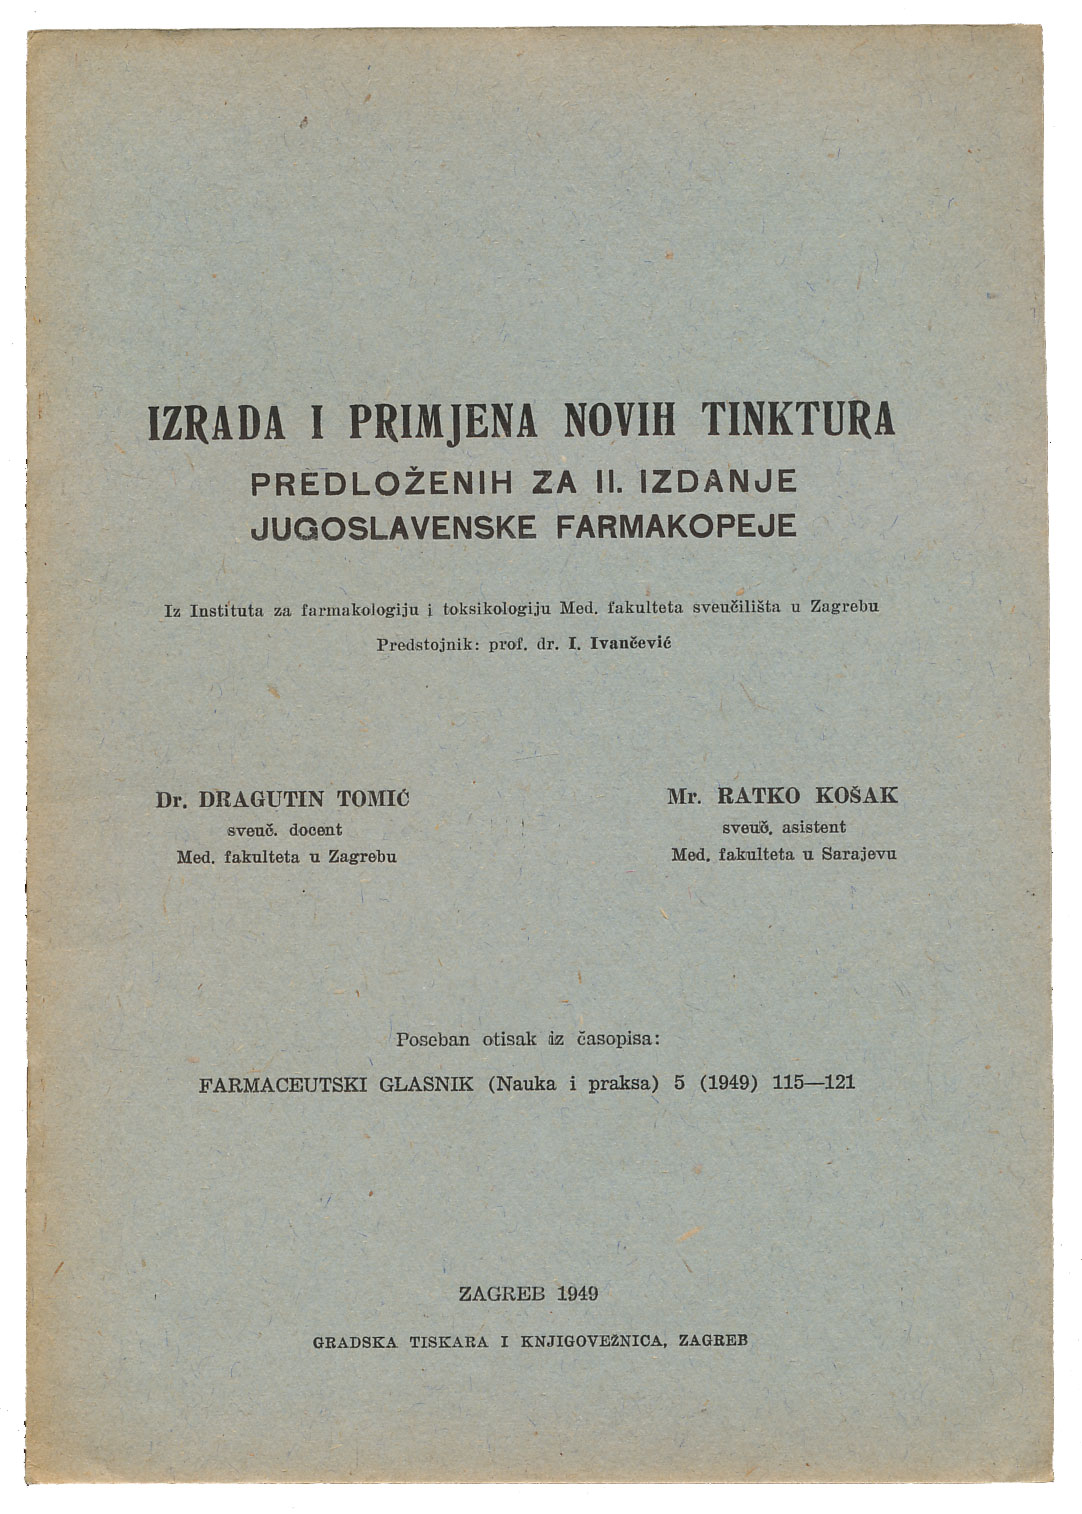 IZRADA I PRIMJENA NOVIH TINKTURA
PREDLOŽENIH ZA II. IZDANJE
JUGOSLAVENSKE FARMAKOPEJE
Iz Instituta za farmakologiju i toksikologiju Med. fakulteta sveučilišta u Zagrebu
Predstojnik: prof. dr. I. Ivančević
Dr. DRAGUTIN TOMIĆ
sveuč. docent
Med. fakulteta u Zagrebu
Mr. RATKO KOŠAK
sveuč. asistent
Med. fakulteta u Sarajevu
Poseban otisak iz časopisa:
FARMACEUTSKI GLASNIK (Nauka i praksa) 5 (1949) 115—121
ZAGREB 1949
GRADSKA TISKARA I KNJIGOVEŽNICA, ZAGREB